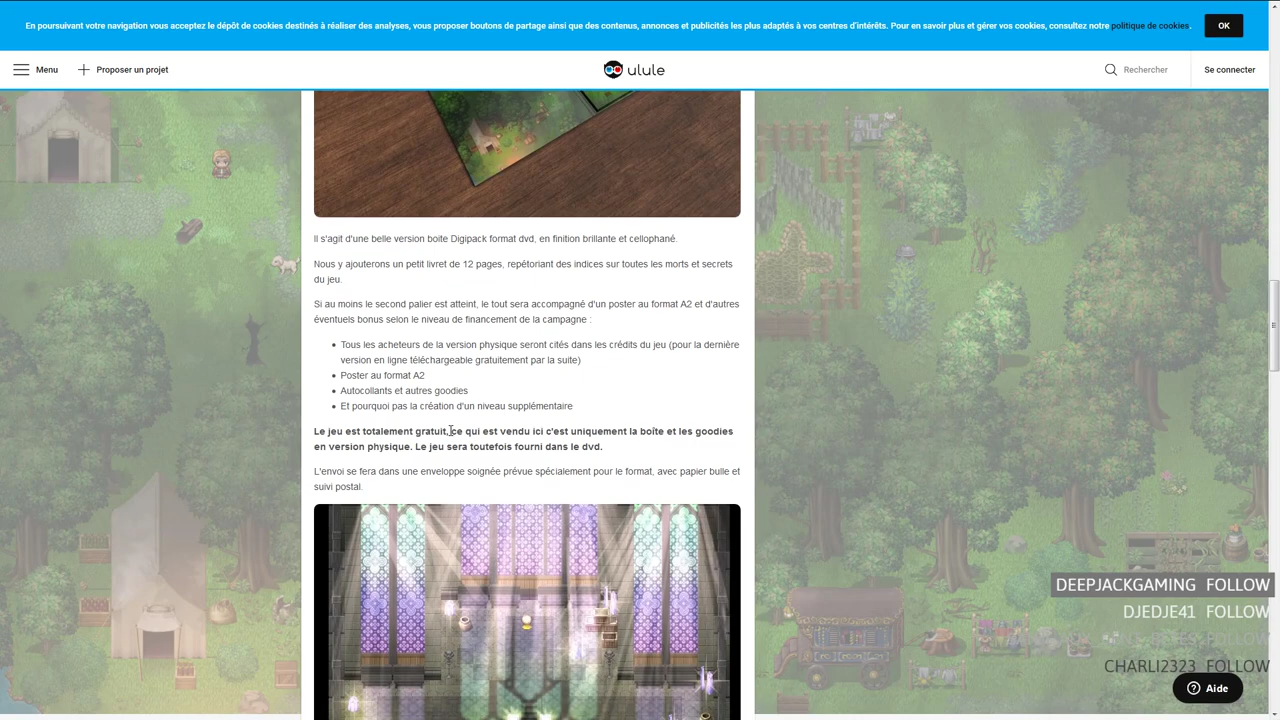 En poursuivant votre navigation vous acceptez le dépôt de cookies destinés à réaliser des analyses, vous proposer boutons de partage ainsi que des contenus, annonces et publicités les plus adaptés à vos centres d'intérêts. Pour en savoir plus et gérer vos cookies, consultez notre politique de cookies. OK
Menu Proposer un projet ulule Rechercher Se connecter
Il s'agit d'une belle version boite Digipack format dvd, en finition brillante et cellophané.
Nous y ajouterons un petit livret de 12 pages, repétoriant des indices sur toutes les morts et secrets
du jeu.
Si au moins le second palier est atteint, le tout sera accompagné d'un poster au format A2 et d'autres
éventuels bonus selon le niveau de financement de la campagne :
Tous les acheteurs de la version physique seront cités dans les crédits du jeu (pour la dernière
version en ligne téléchargeable gratuitement par la suite)
Poster au format A2
Autocollants et autres goodies
Et pourquoi pas la création d'un niveau supplémentaire
Le jeu est totalement gratuit, ce qui est vendu ici c'est uniquement la boîte et les goodies
en version physique. Le jeu sera toutefois fourni dans le dvd.
L'envoi se fera dans une enveloppe soignée prévue spécialement pour le format, avec papier bulle et
suivi postal.
DEEPJACKGAMING FOLLOW
DJEDJE41 FOLLOW
CHARLI2323 FOLLOW
Aide